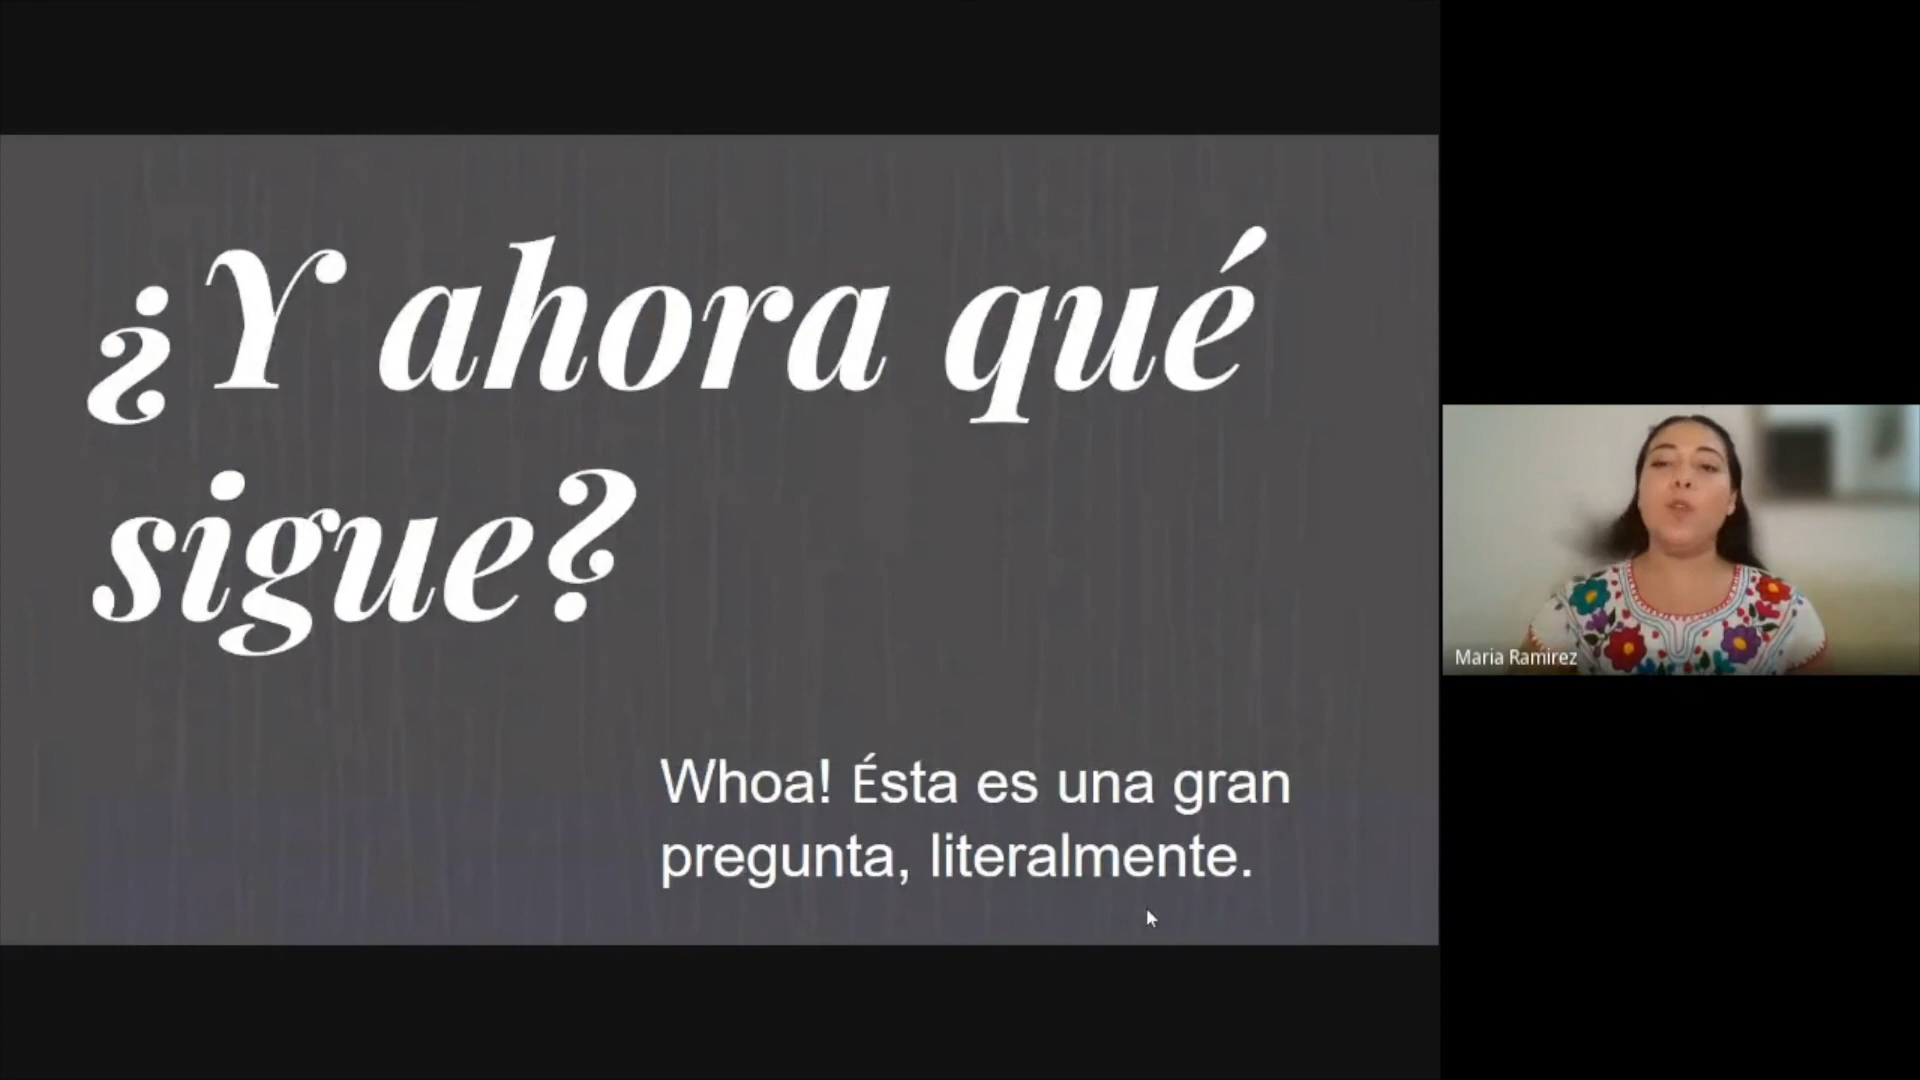 ¿Y ahora qué
sigue?
Whoa! Ésta es una gran
pregunta, literalmente.
Maria Ramirez